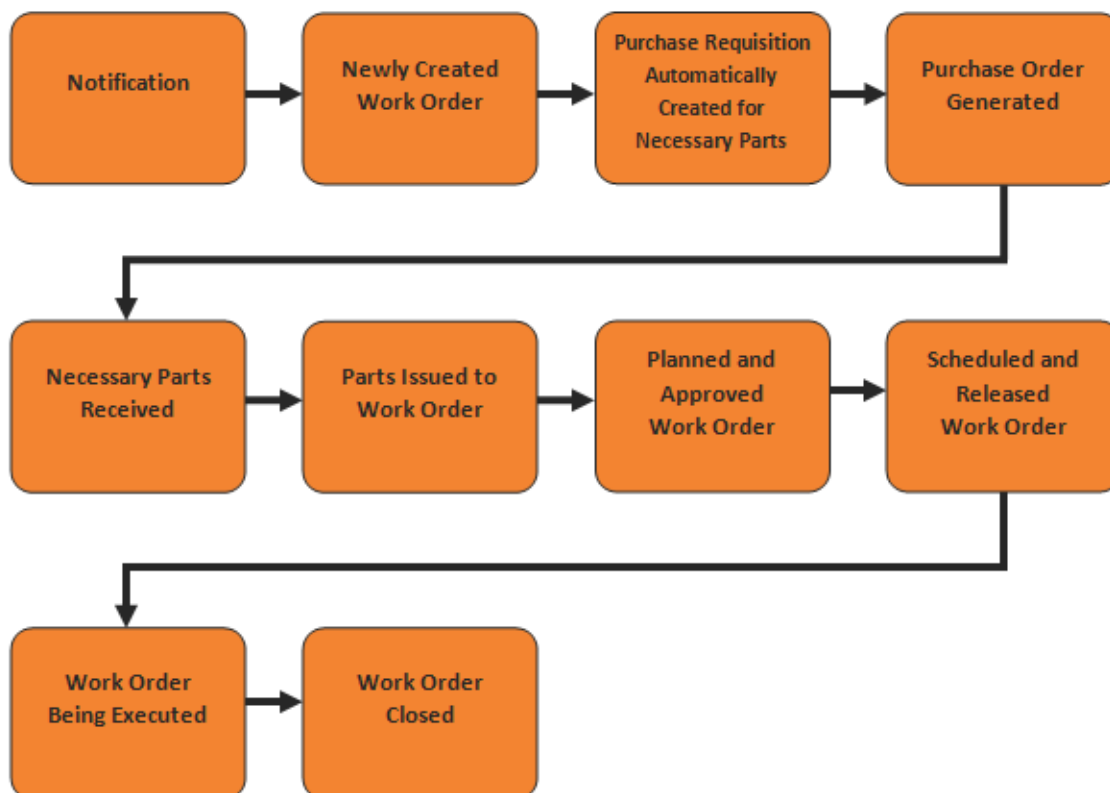 Notification
Newly Created
Work Order
Purchase Requisition
Automatically
Created for
Necessary Parts
Purchase Order
Generated
Necessary Parts
Received
Parts Issued to
Work Order
Planned and
Approved
Work Order
Scheduled and
Released
Work Order
Work Order
Being Executed
Work Order
Closed